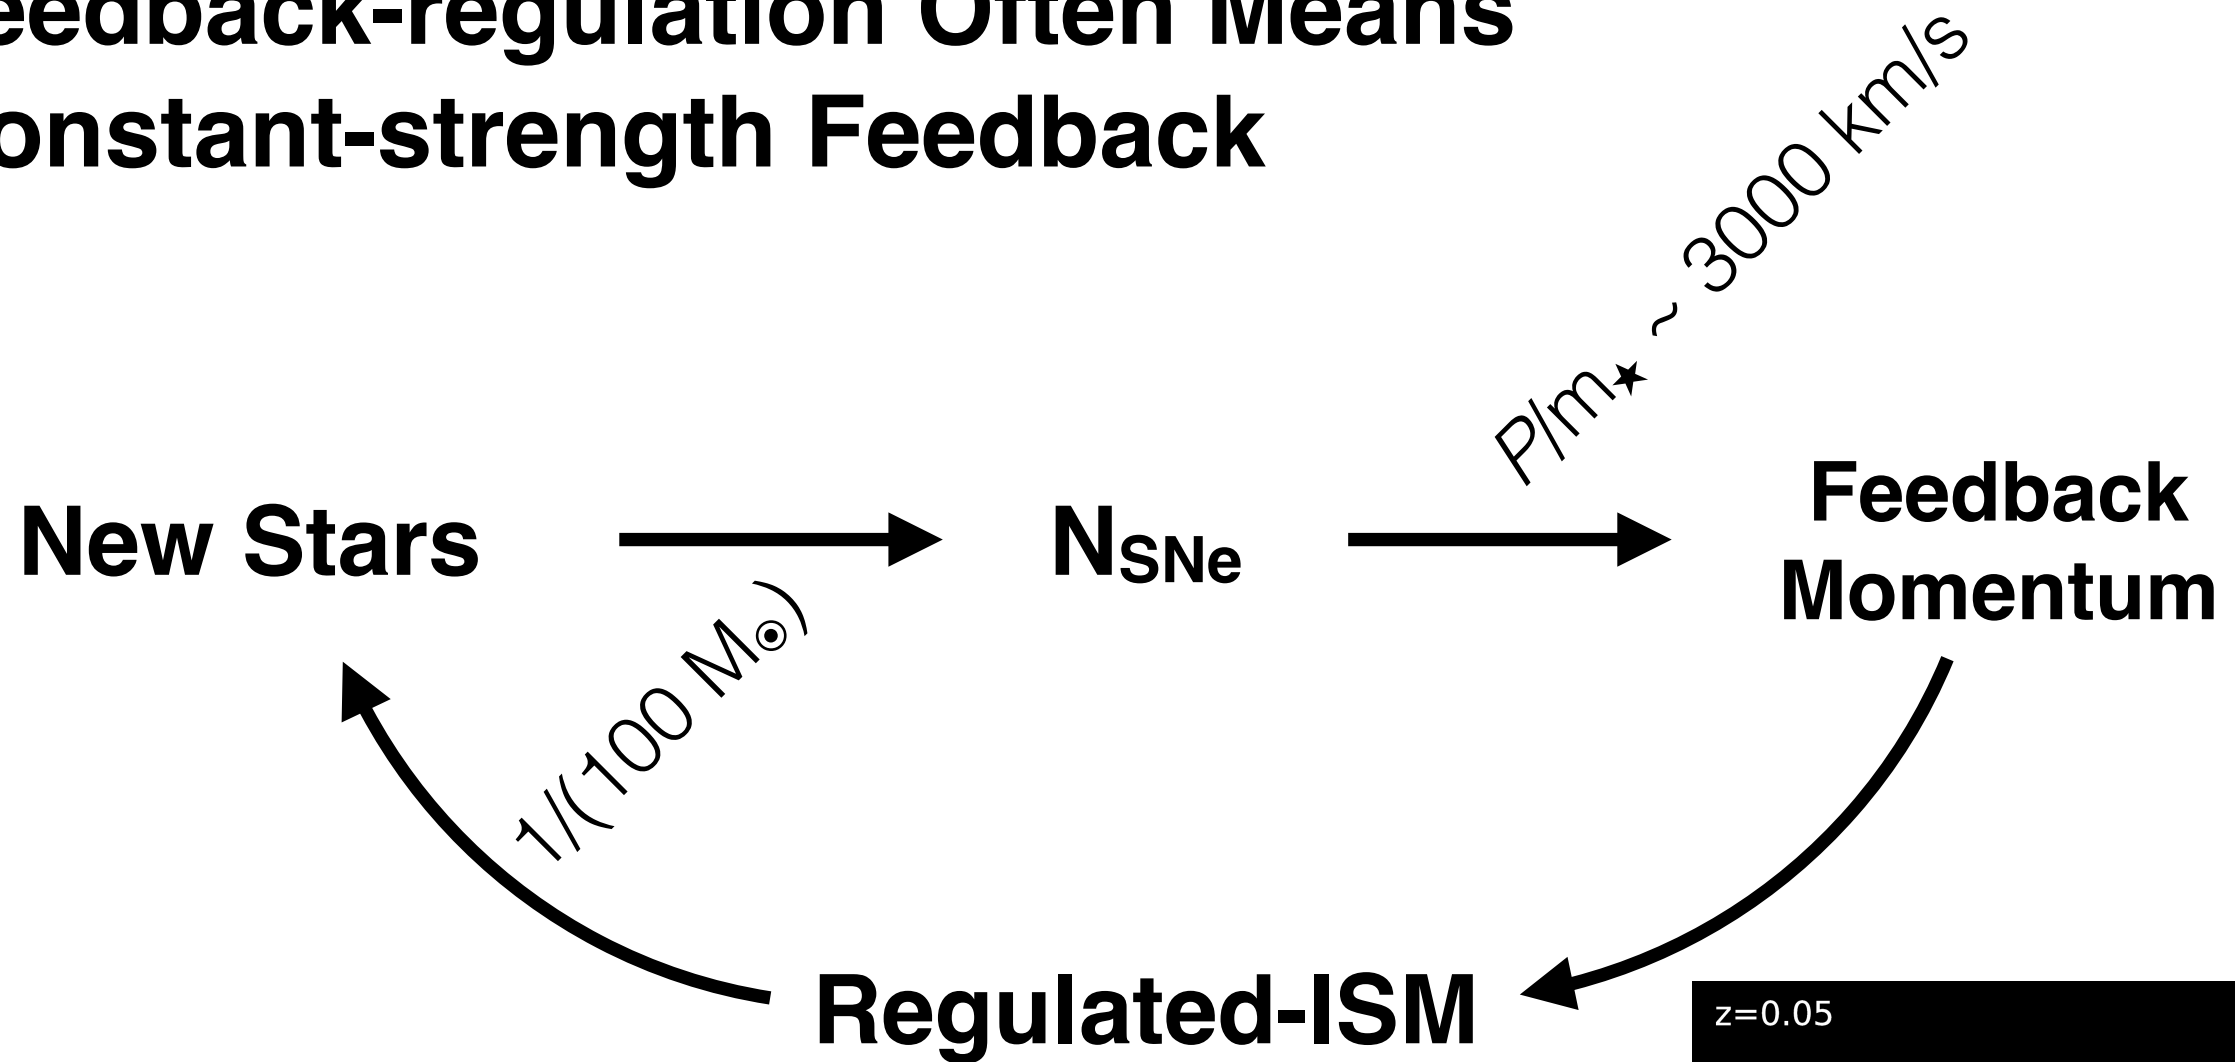 eedback-regulation Often Means
onstant-strength Feedback
P/m★ ~ 3000 km/s
New Stars
N_SNe
Feedback
Momentum
1/(100 M☉)
Regulated-ISM
z=0.05